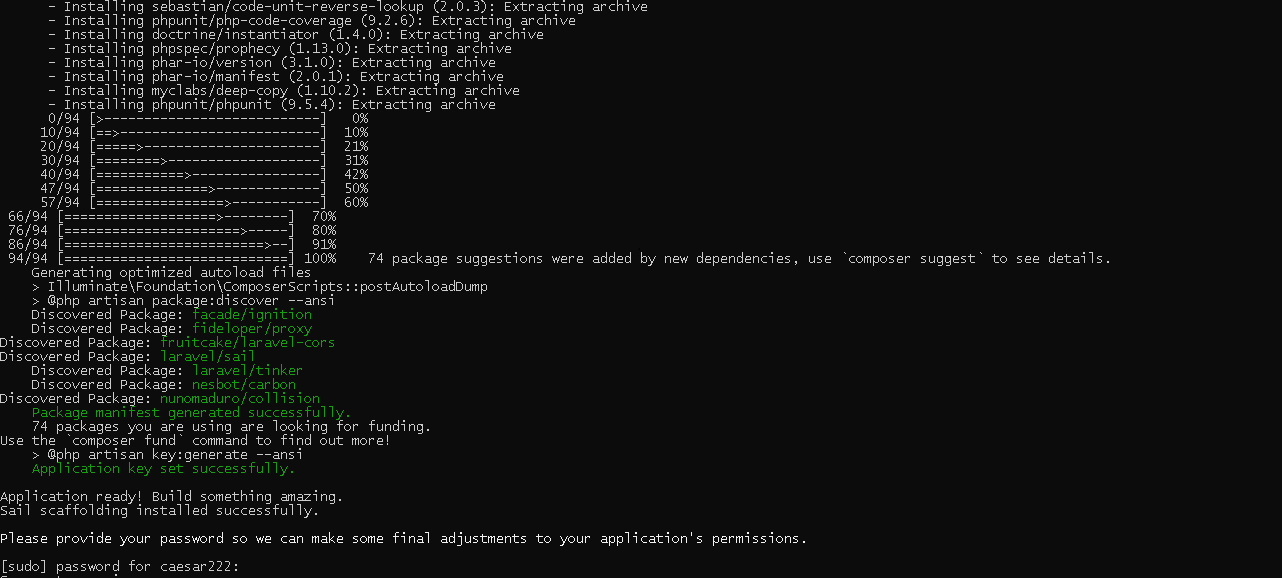 - Installing sebastian/code-unit-reverse-lookup (2.0.3): Extracting archive
- Installing phpunit/php-code-coverage (9.2.6): Extracting archive
- Installing doctrine/instantiator (1.4.0): Extracting archive
- Installing phpspec/prophecy (1.13.0): Extracting archive
- Installing phar-io/version (3.1.0): Extracting archive
- Installing phar-io/manifest (2.0.1): Extracting archive
- Installing myclabs/deep-copy (1.10.2): Extracting archive
- Installing phpunit/phpunit (9.5.4): Extracting archive
0/94 [>---------------------------]   0%
10/94 [==>-------------------------]  10%
20/94 [=====>----------------------]  21%
30/94 [========>-------------------]  31%
40/94 [===========>----------------]  42%
47/94 [==============>-------------]  50%
57/94 [================>-----------]  60%
66/94 [===================>--------]  70%
76/94 [======================>-----]  80%
86/94 [=========================>--]  91%
94/94 [============================] 100%    74 package suggestions were added by new dependencies, use `composer suggest` to see details.
Generating optimized autoload files
> Illuminate\Foundation\ComposerScripts::postAutoloadDump
> @php artisan package:discover --ansi
Discovered Package: facade/ignition
Discovered Package: fideloper/proxy
Discovered Package: fruitcake/laravel-cors
Discovered Package: laravel/sail
Discovered Package: laravel/tinker
Discovered Package: nesbot/carbon
Discovered Package: nunomaduro/collision
Package manifest generated successfully.
74 packages you are using are looking for funding.
Use the `composer fund` command to find out more!
> @php artisan key:generate --ansi
Application key set successfully.
Application ready! Build something amazing.
Sail scaffolding installed successfully.
Please provide your password so we can make some final adjustments to your application's permissions.
[sudo] password for caesar222: